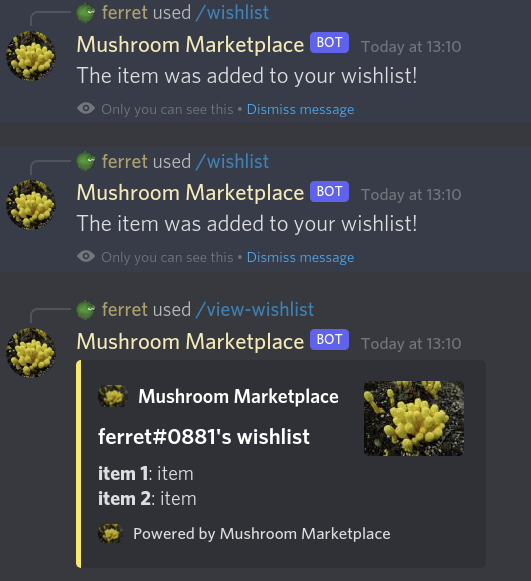 ferret used /wishlist
Mushroom Marketplace BOT Today at 13:10
The item was added to your wishlist!
Only you can see this • Dismiss message
ferret used /wishlist
Mushroom Marketplace BOT Today at 13:10
The item was added to your wishlist!
Only you can see this • Dismiss message
ferret used /view-wishlist
Mushroom Marketplace BOT Today at 13:10
Mushroom Marketplace
ferret#0881's wishlist
item 1: item
item 2: item
Powered by Mushroom Marketplace